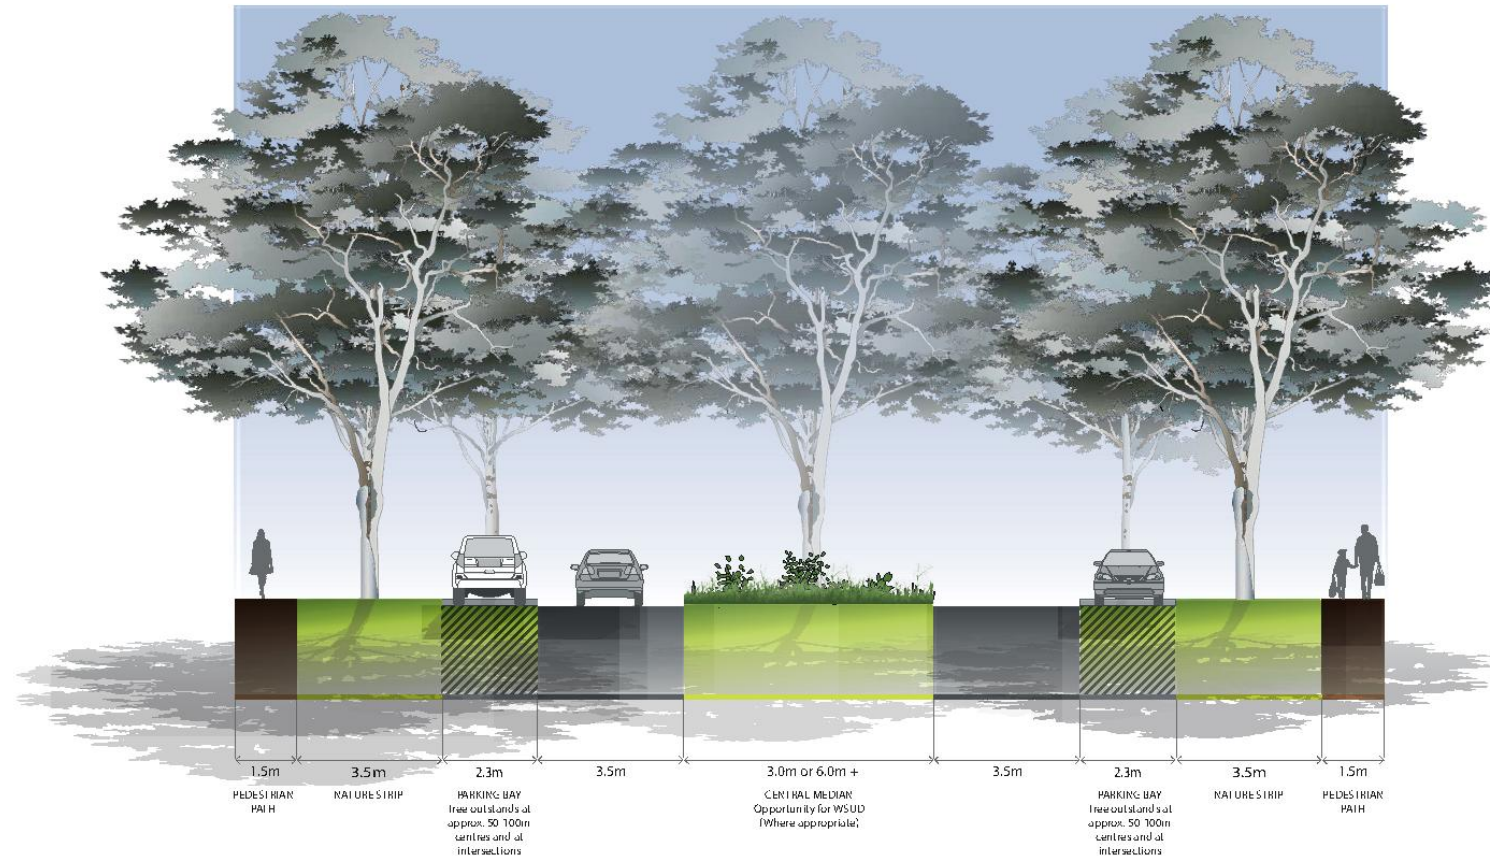 1.5m 3.5m 2.3m 3.5m 3.0m or 6.0m + 3.5m 2.3m 3.5m 1.5m
PEDESTRIAN
PATH
NATURE STRIP
PARKING BAY
Tree outstands at
approx. 50 100m
centres and at
intersections
CENTRAL MEDIAN
Opportunity for WSUD
(Where appropriate)
PARKING BAY
Tree outstands at
approx. 50 100m
centres and at
intersections
NATURE STRIP
PEDESTRIAN
PATH